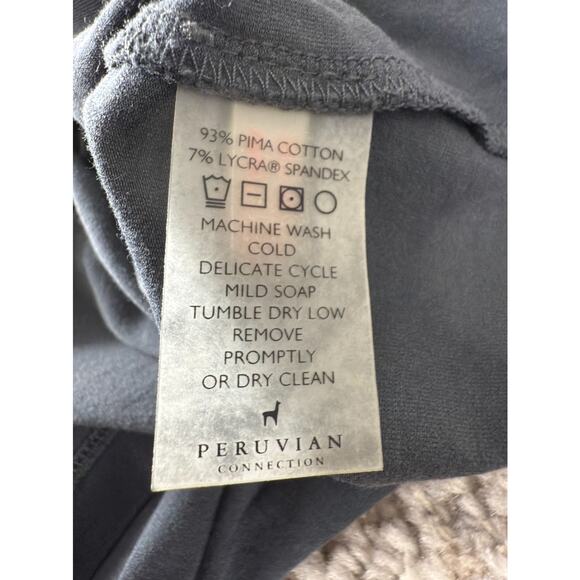 93% PIMA COTTON
7% LYCRA® SPANDEX
MACHINE WASH
COLD
DELICATE CYCLE
MILD SOAP
TUMBLE DRY LOW
REMOVE
PROMPTLY
OR DRY CLEAN
PERUVIAN
CONNECTION